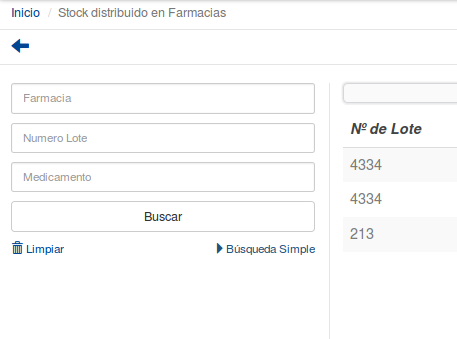 Inicio / Stock distribuido en Farmacias
Farmacia
Numero Lote
Medicamento
Buscar
Limpiar
Búsqueda Simple
Nº de Lote
4334
4334
213